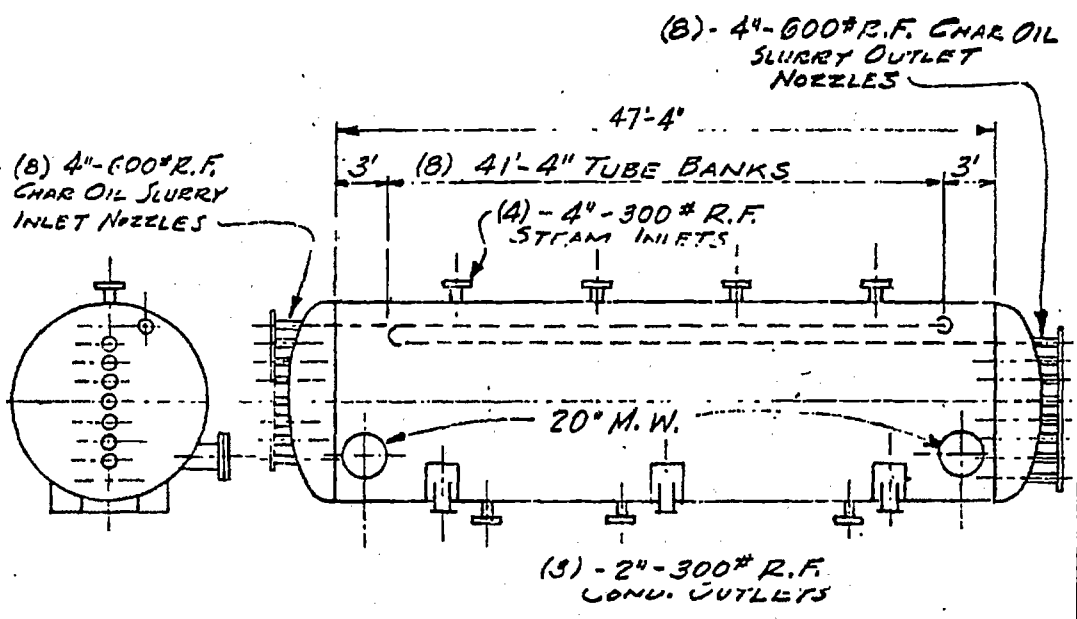 (8) - 4"-600# R.F. CHAR OIL
SLURRY OUTLET
NOZZLES
47'-4"
(8) 4"-600# R.F.
CHAR OIL SLURRY
INLET NOZZLES
3'
(8) 41'-4" TUBE BANKS
3'
(4) - 4" - 300# R.F.
STEAM INLETS
20" M.W.
(3) - 2"-300# R.F.
COND. OUTLETS